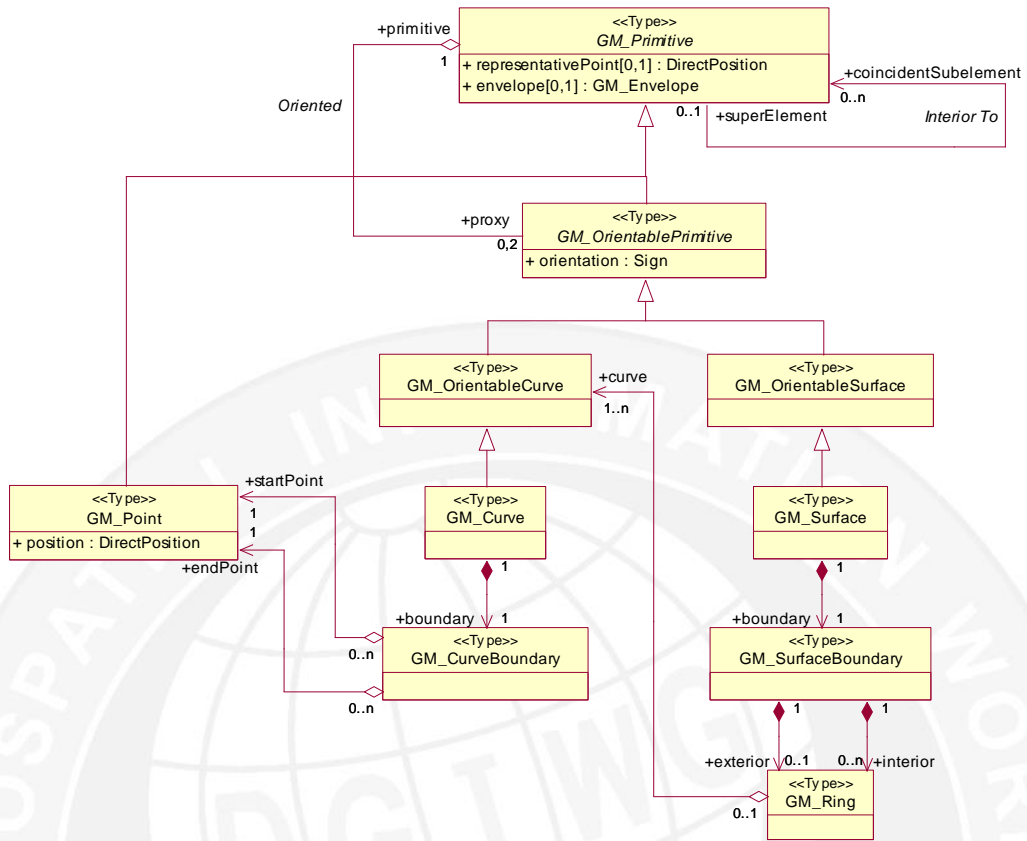 +primitive
1
Oriented
<<Type>>
GM_Primitive
+ representativePoint[0,1] : DirectPosition
+ envelope[0,1] : GM_Envelope
+coincidentSubelement
0..n
0..1
+superElement
Interior To
+proxy
0,2
<<Type>>
GM_OrientablePrimitive
+ orientation : Sign
<<Type>>
GM_OrientableCurve
+curve
1..n
<<Type>>
GM_OrientableSurface
<<Type>>
GM_Point
+ position : DirectPosition
+startPoint
1
1
+endPoint
<<Type>>
GM_Curve
1
<<Type>>
GM_Surface
1
+boundary
1
0..n
0..n
<<Type>>
GM_CurveBoundary
+boundary
1
<<Type>>
GM_SurfaceBoundary
1
1
+exterior
0..1
0..n
+interior
0..1
<<Type>>
GM_Ring
DGIWG